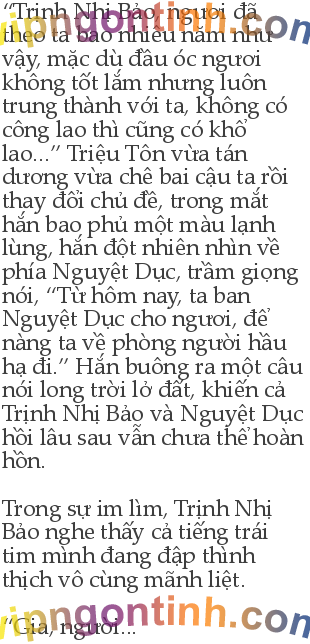 “Trịnh Nhị Bảo, ngươi đã
theo ta bao nhiêu năm như
vậy, mặc dù đầu óc ngươi
không tốt lắm nhưng luôn
trung thành với ta, không có
công lao thì cũng có khổ
lao...” Triệu Tôn vừa tán
dương vừa chê bai cậu ta rồi
thay đổi chủ đề, trong mắt
hắn bao phủ một màu lạnh
lùng, hắn đột nhiên nhìn về
phía Nguyệt Dục, trầm giọng
nói, “Từ hôm nay, ta ban
Nguyệt Dục cho ngươi, để
nàng ta về phòng người hầu
hạ đi.” Hắn buông ra một câu
nói long trời lở đất, khiến cả
Trịnh Nhị Bảo và Nguyệt Dục
hồi lâu sau vẫn chưa thể hoàn
hồn.
Trong sự im lìm, Trịnh Nhị
Bảo nghe thấy cả tiếng trái
tim mình đang đập thình
thịch vô cùng mãnh liệt.
“Gia, ngươi...
vipngontinh.com
vipngontinh.com